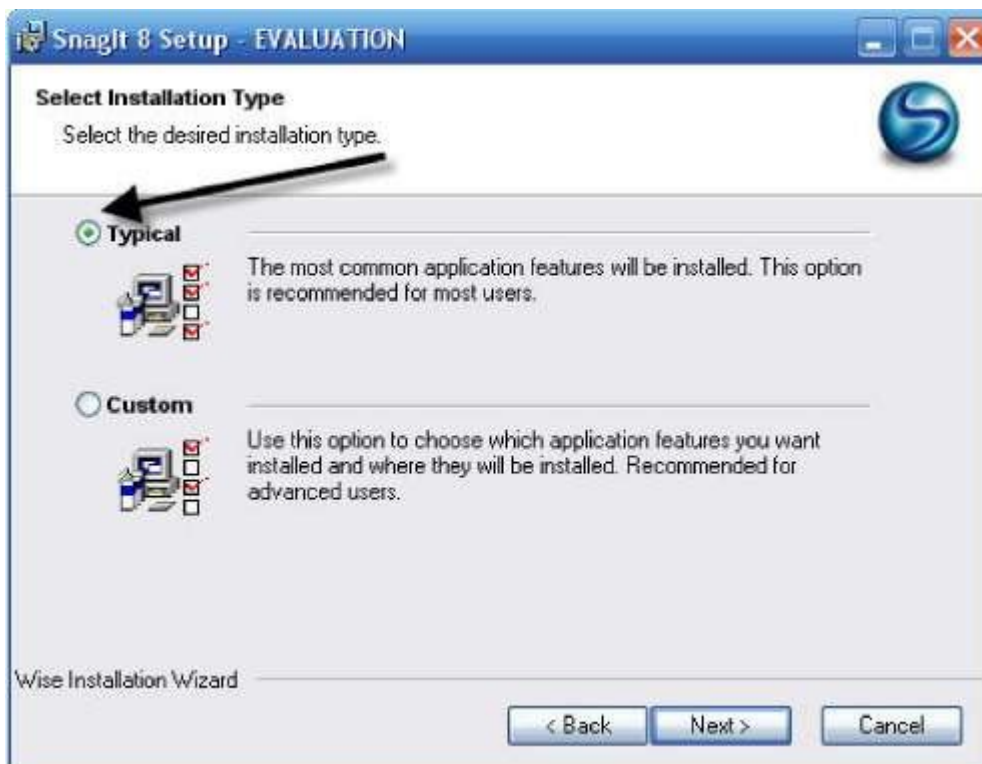 SnagIt 8 Setup - EVALUATION
Select Installation Type
Select the desired installation type.
Typical
The most common application features will be installed. This option
is recommended for most users.
Custom
Use this option to choose which application features you want
installed and where they will be installed. Recommended for
advanced users.
Wise Installation Wizard
< Back Next > Cancel